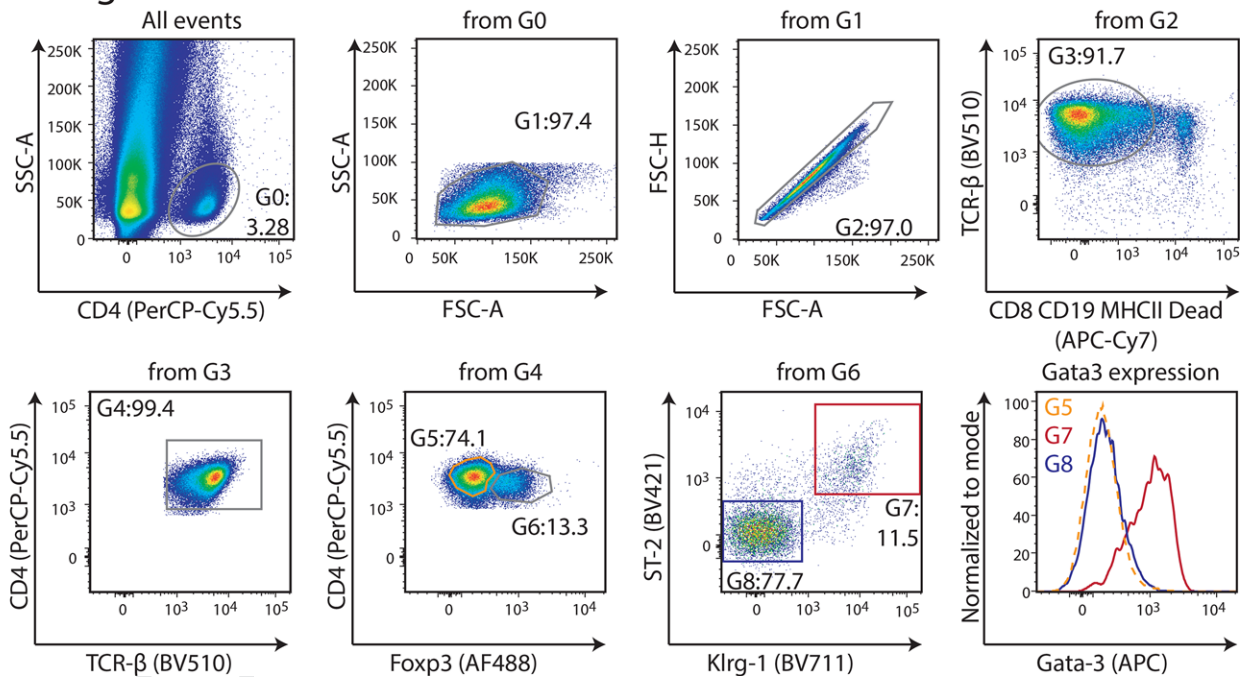 All events
SSC-A
250K
200K
150K
100K
50K
0
G0:
3.28
0
10³
10⁴
10⁵
CD4 (PerCP-Cy5.5)
from G0
SSC-A
250K
200K
150K
100K
50K
0
G1:97.4
0 50K 150K 250K
FSC-A
from G1
FSC-H
250K
200K
150K
100K
50K
0
G2:97.0
0 50K 150K 250K
FSC-A
from G2
TCR-β (BV510)
10⁵
10⁴
10³
0
G3:91.7
0 10³ 10⁴ 10⁵
CD8 CD19 MHCII Dead
(APC-Cy7)
from G3
CD4 (PerCP-Cy5.5)
10⁵
10⁴
10³
0
G4:99.4
0 10³ 10⁴ 10⁵
TCR-β (BV510)
from G4
CD4 (PerCP-Cy5.5)
10⁵
10⁴
10³
0
G5:74.1
G6:13.3
0 10³ 10⁴
Foxp3 (AF488)
from G6
ST-2 (BV421)
10⁴
10³
0
G7:
11.5
G8:77.7
0 10³ 10⁴ 10⁵
Klrg-1 (BV711)
Gata3 expression
Normalized to mode
100
80
60
40
20
0
G5
G7
G8
0 10³ 10⁴
Gata-3 (APC)